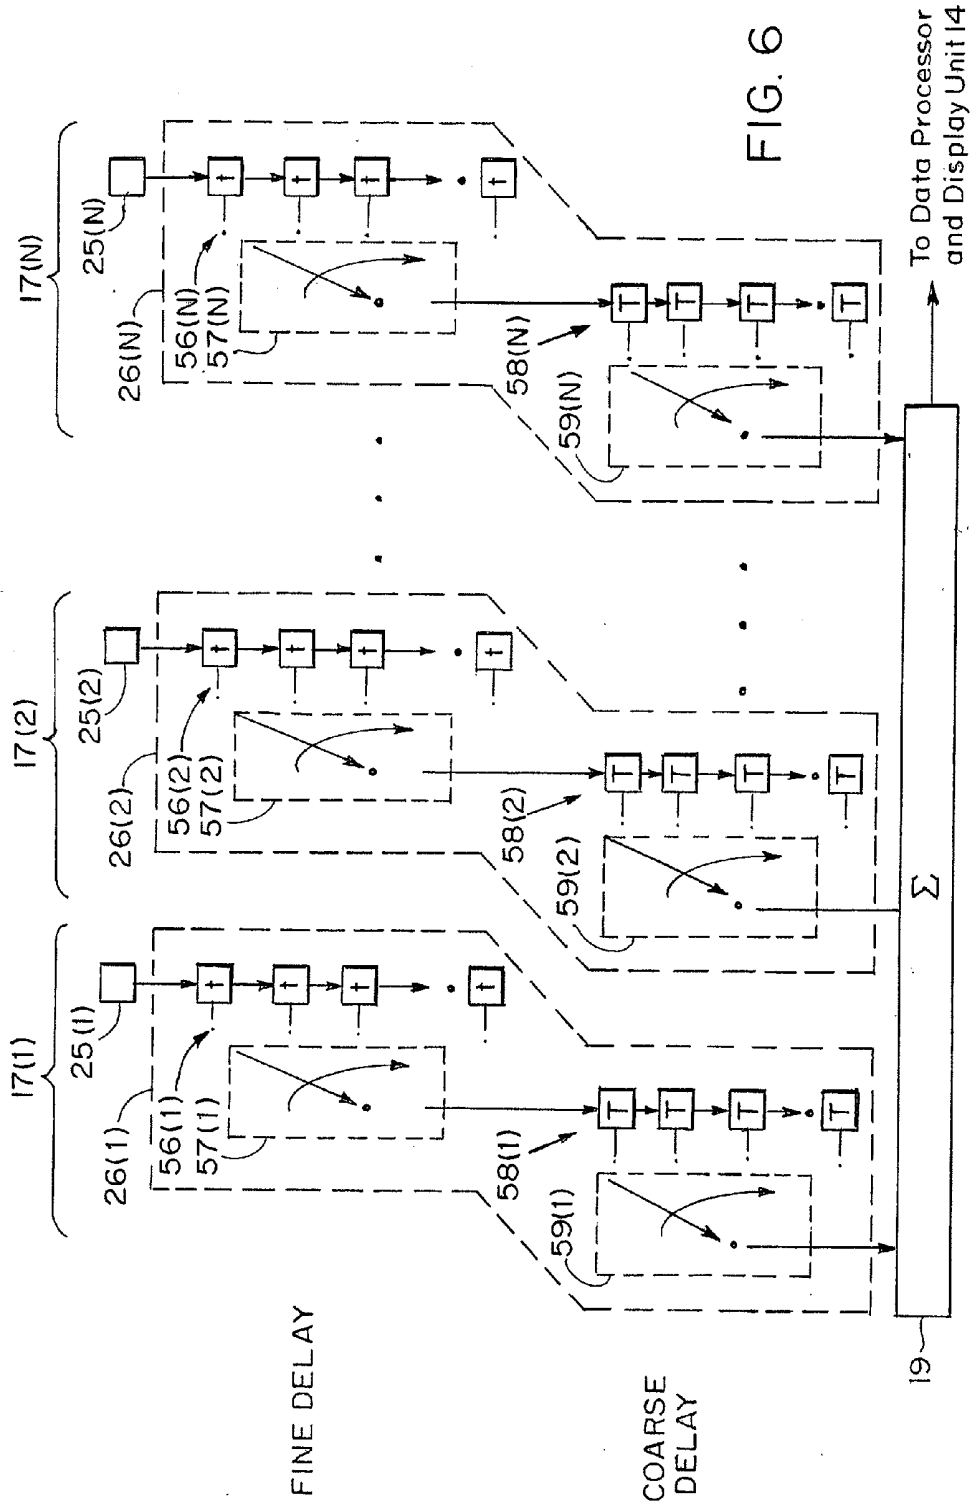 17(1)
17(2)
17(N)
25(1)
25(2)
25(N)
26(1)
26(2)
26(N)
56(1)
57(1)
56(2)
57(2)
56(N)
57(N)
FINE DELAY
t
t
t
t
t
t
t
t
t
t
t
t
58(1)
58(2)
58(N)
59(1)
59(2)
59(N)
COARSE
DELAY
T
T
T
T
T
T
T
T
T
T
T
T
19
Σ
To Data Processor
and Display Unit 14
FIG. 6